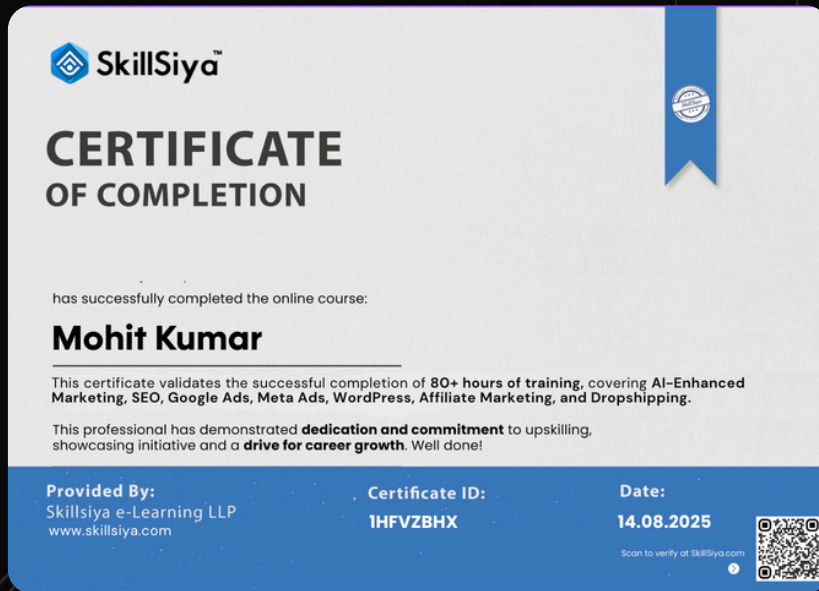 SkillSiya™
CERTIFICATE
OF COMPLETION
has successfully completed the online course:
Mohit Kumar
This certificate validates the successful completion of 80+ hours of training, covering AI-Enhanced
Marketing, SEO, Google Ads, Meta Ads, WordPress, Affiliate Marketing, and Dropshipping.
This professional has demonstrated dedication and commitment to upskilling,
showcasing initiative and a drive for career growth. Well done!
Provided By:
Skillsiya e-Learning LLP
www.skillsiya.com
Certificate ID:
1HFVZBHX
Date:
14.08.2025
Scan to verify at SkillSiya.com